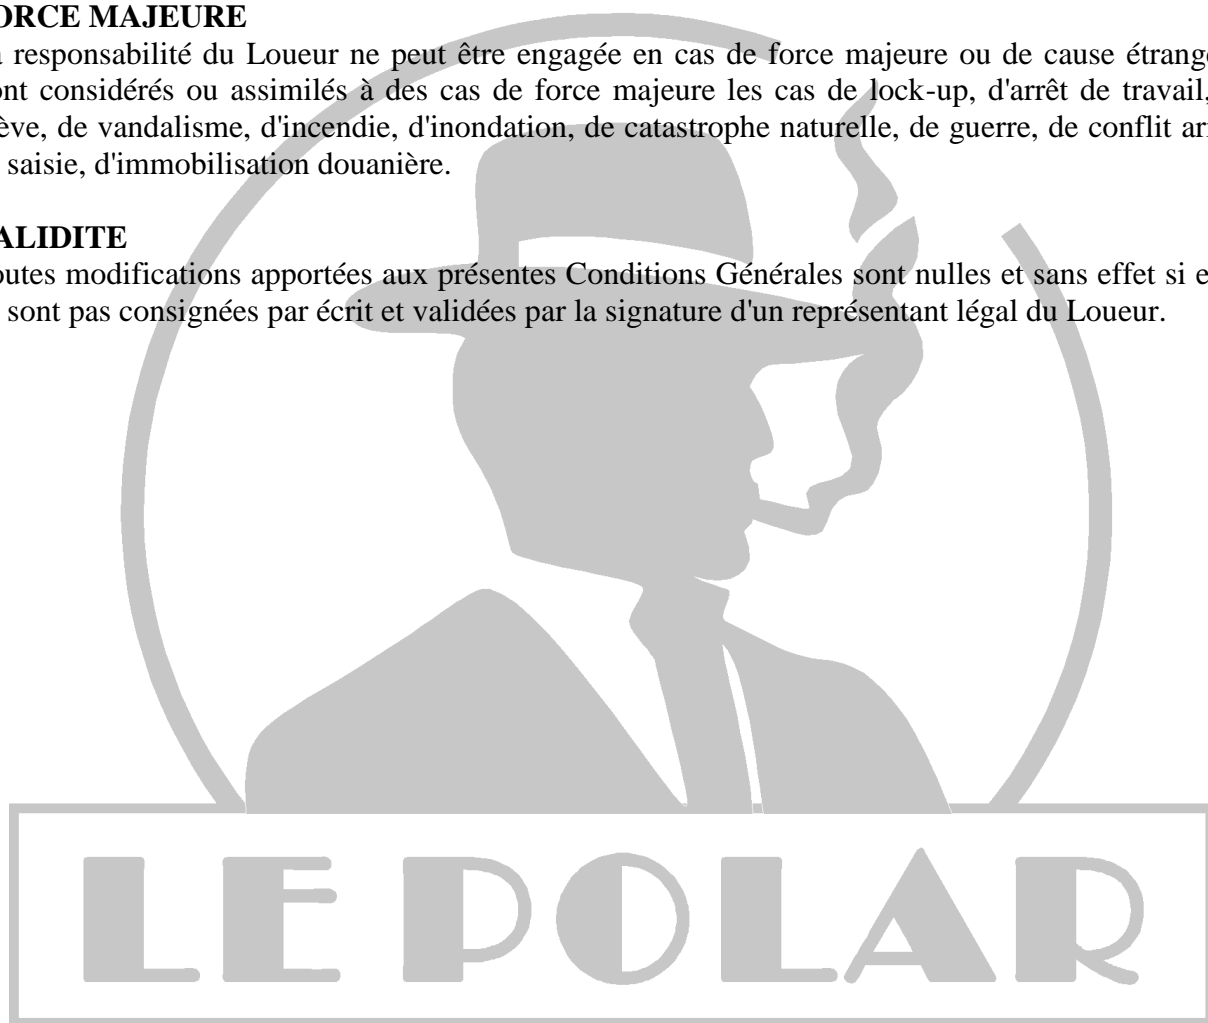 ORCE MAJEURE
responsabilité du Loueur ne peut être engagée en cas de force majeure ou de cause étrang
ont considérés ou assimilés à des cas de force majeure les cas de lock-up, d'arrêt de travail,
ève, de vandalisme, d'incendie, d'inondation, de catastrophe naturelle, de guerre, de conflit ar
saisie, d'immobilisation douanière.
ALIDITE
outes modifications apportées aux présentes Conditions Générales sont nulles et sans effet si e
sont pas consignées par écrit et validées par la signature d'un représentant légal du Loueur.
LE POLAR